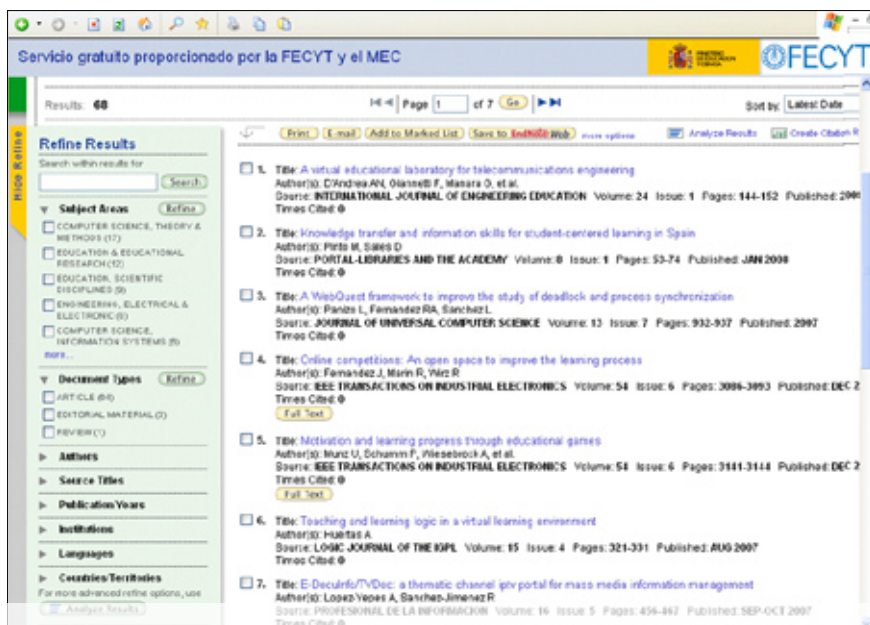 Servicio gratuito proporcionado por la FECYT y el MEC
FECYT
Results: 68
Page 1 of 7 Go
Sort by: Latest Date
Hide Refine
Refine Results
Search within results for
Search
Subject Areas Refine
COMPUTER SCIENCE, THEORY &
METHODS (17)
EDUCATION & EDUCATIONAL
RESEARCH (12)
EDUCATION, SCIENTIFIC
DISCIPLINES (9)
ENGINEERING, ELECTRICAL &
ELECTRONIC
COMPUTER SCIENCE,
INFORMATION SYSTEMS
more...
Document Types Refine
ARTICLE (64)
EDITORIAL MATERIAL
REVIEW (1)
Authors
Source Titles
Publication Years
Institutions
Languages
Countries/Territories
For more advanced refine options, use
Analyze Results
Print E-mail Add to Marked List Save to EndNote Web more options Analyze Results Create Citation R
1. Title: A virtual educational laboratory for telecommunications engineering
Author(s): D'Andrea AN, Giannetti F, Manara G, et al.
Source: INTERNATIONAL JOURNAL OF ENGINEERING EDUCATION Volume: 24 Issue: 1 Pages: 144-152 Published: 2008
Times Cited: 0
2. Title: Knowledge transfer and information skills for student-centered learning in Spain
Author(s): Pinto M, Sales D
Source: PORTAL-LIBRARIES AND THE ACADEMY Volume: 8 Issue: 1 Pages: 53-74 Published: JAN 2008
Times Cited: 0
3. Title: A WebQuest framework to improve the study of deadlock and process synchronization
Author(s): Panizo L, Fernandez RA, Sanchez L
Source: JOURNAL OF UNIVERSAL COMPUTER SCIENCE Volume: 13 Issue: 7 Pages: 932-937 Published: 2007
Times Cited: 0
4. Title: Online competitions: An open space to improve the learning process
Author(s): Fernandez J, Marin R, Wirz R
Source: IEEE TRANSACTIONS ON INDUSTRIAL ELECTRONICS Volume: 54 Issue: 6 Pages: 3086-3093 Published: DEC 2
Times Cited: 0
Full Text
5. Title: Motivation and learning progress through educational games
Author(s): Munz U, Schumm P, Wiesebrock A, et al.
Source: IEEE TRANSACTIONS ON INDUSTRIAL ELECTRONICS Volume: 54 Issue: 6 Pages: 3141-3144 Published: DEC 2
Times Cited: 0
Full Text
6. Title: Teaching and learning logic in a virtual learning environment
Author(s): Huertas A
Source: LOGIC JOURNAL OF THE IGPL Volume: 15 Issue: 4 Pages: 321-331 Published: AUG 2007
Times Cited: 0
7. Title: E-DocuInfo/TVDoc: a thematic channel iptv portal for mass media information management
Author(s): Lopez-Yepes A, Sanchez-Jimenez R
Source: PROFESIONAL DE LA INFORMACION Volume: 16 Issue: 5 Pages: 456-467 Published: SEP-OCT 2007
Times Cited: 0